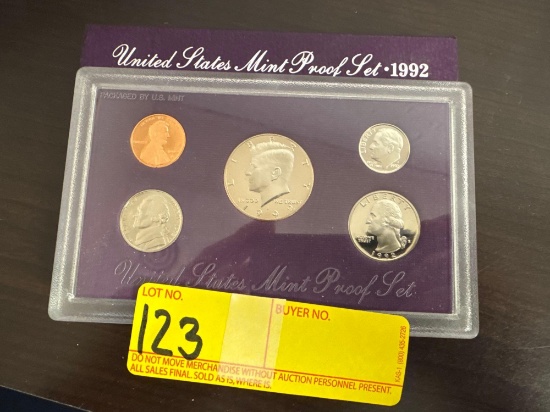 United States Mint Proof Set • 1992
PACKAGED BY U.S. MINT
LIBERTY
LIBERTY
1992
United States Mint Proof Set
LOT NO.
BUYER NO.
123
DO NOT MOVE MERCHANDISE WITHOUT AUCTION PERSONNEL PRESENT.
ALL SALES FINAL. SOLD AS IS, WHERE IS.